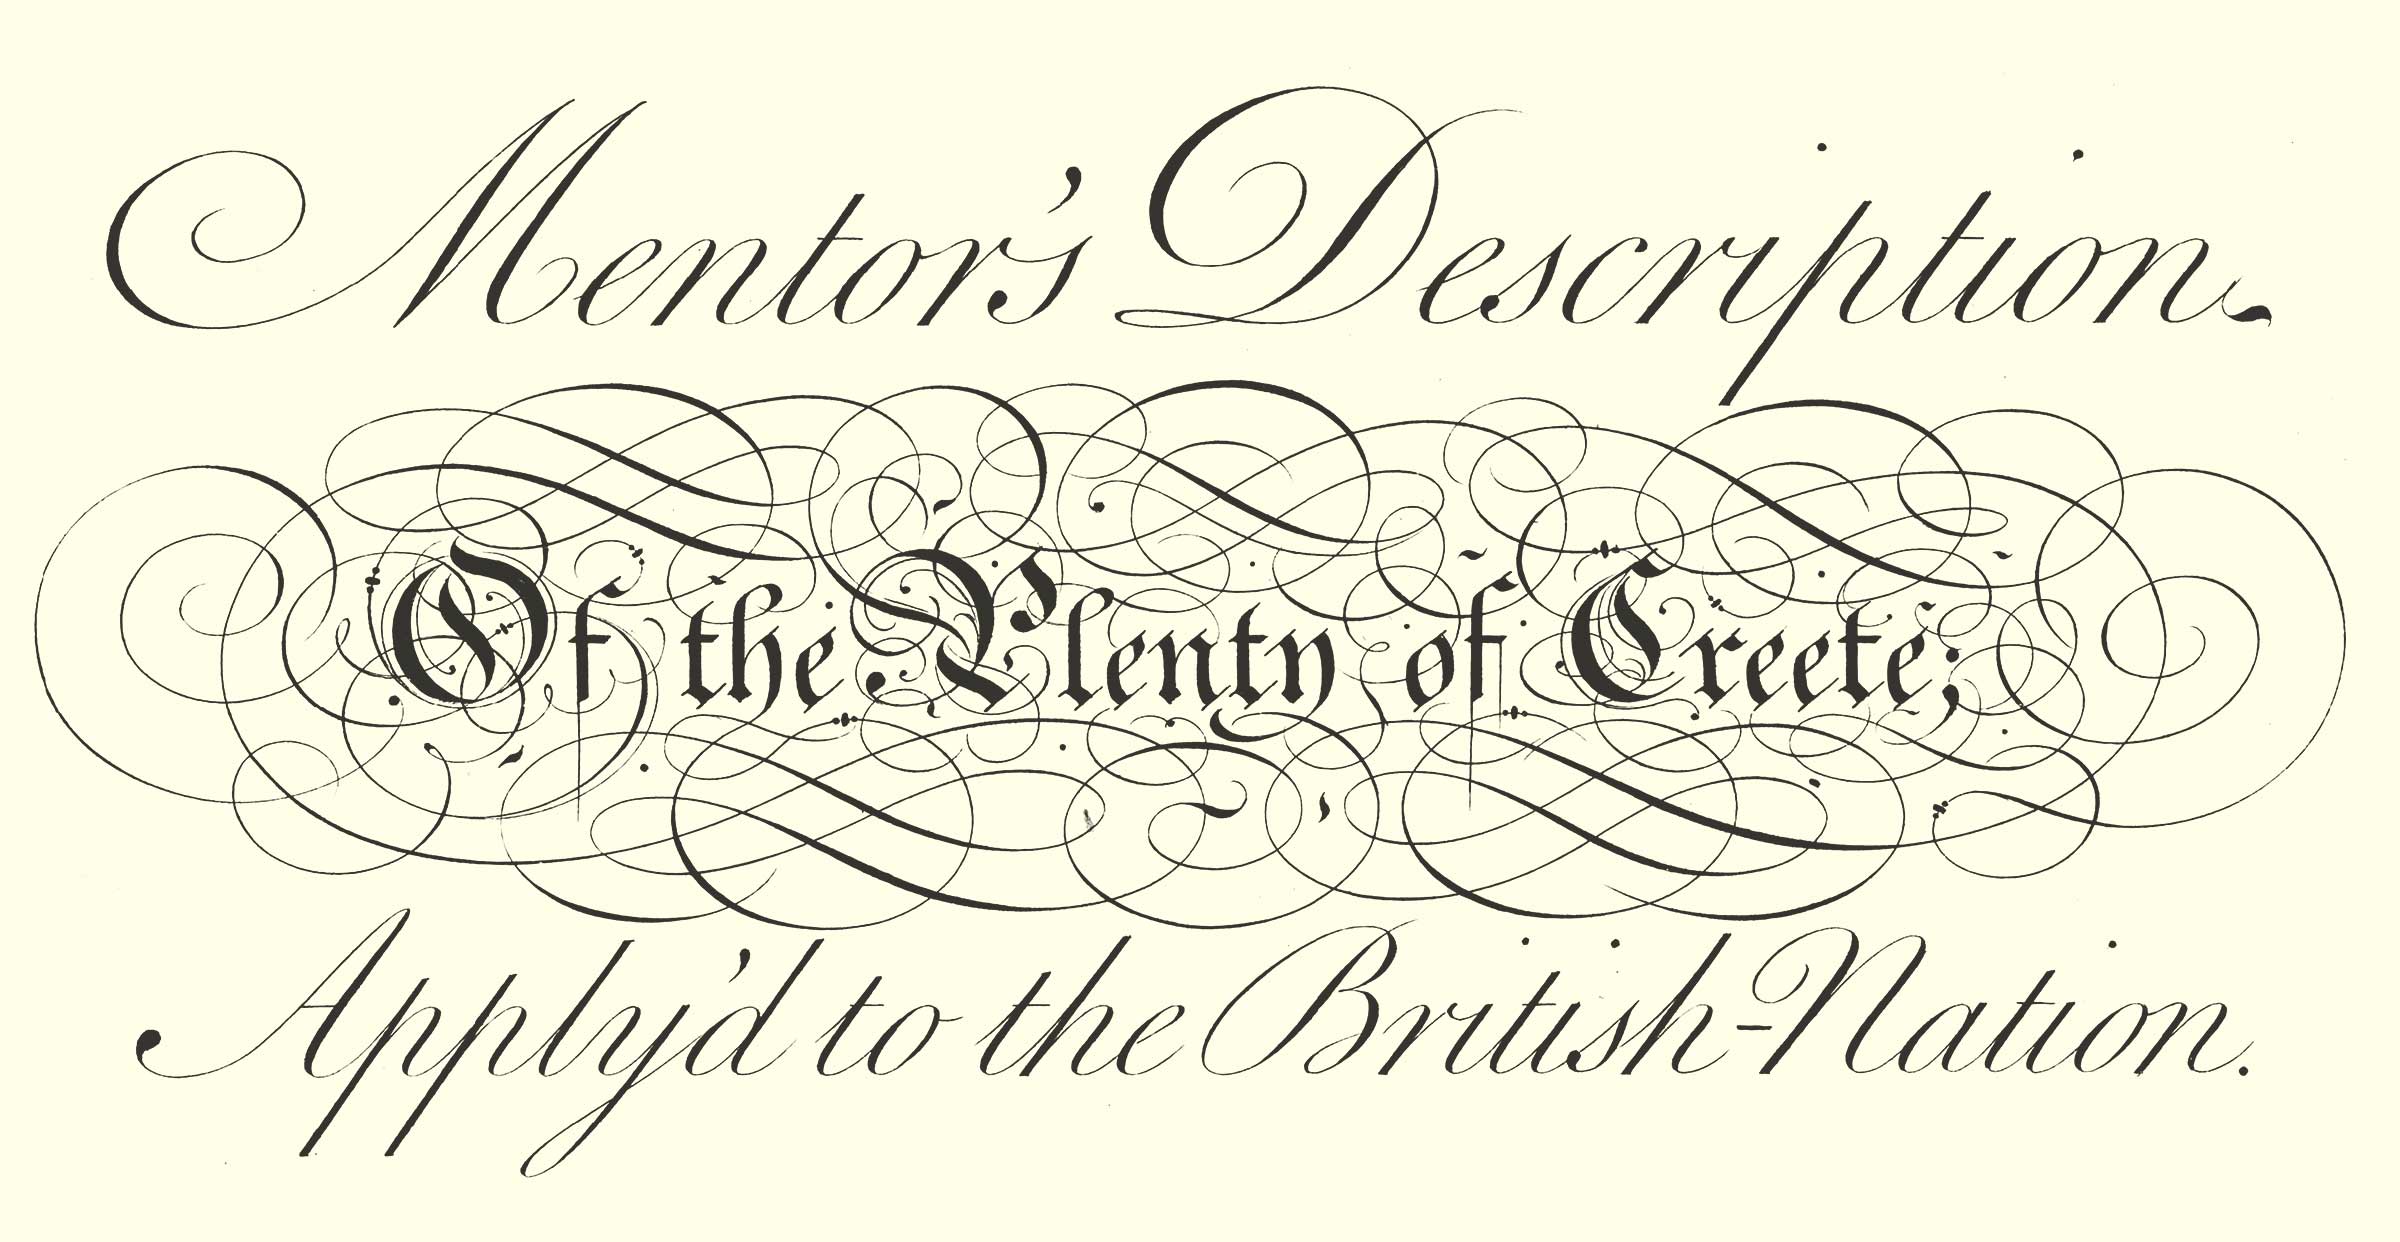 Mentor's Description
Of the Plenty of Creete;
Apply'd to the British-Nation.